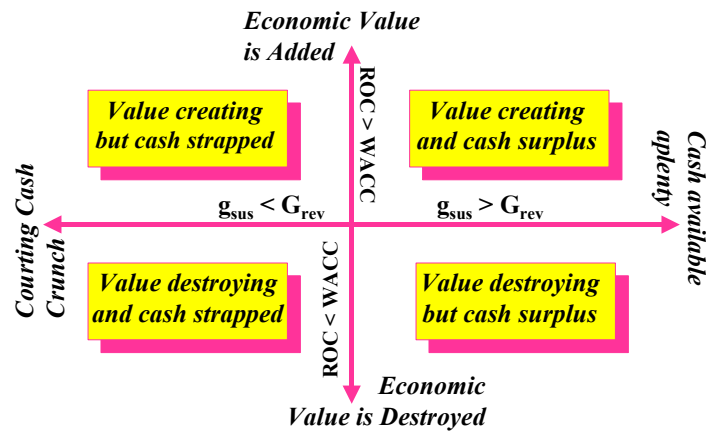 Economic Value
is Added
ROC > WACC
Value creating
but cash strapped
Value creating
and cash surplus
Cash available
aplenty
g_sus < G_rev
g_sus > G_rev
Courting Cash
Crunch
Value destroying
and cash strapped
ROC < WACC
Value destroying
but cash surplus
Economic
Value is Destroyed